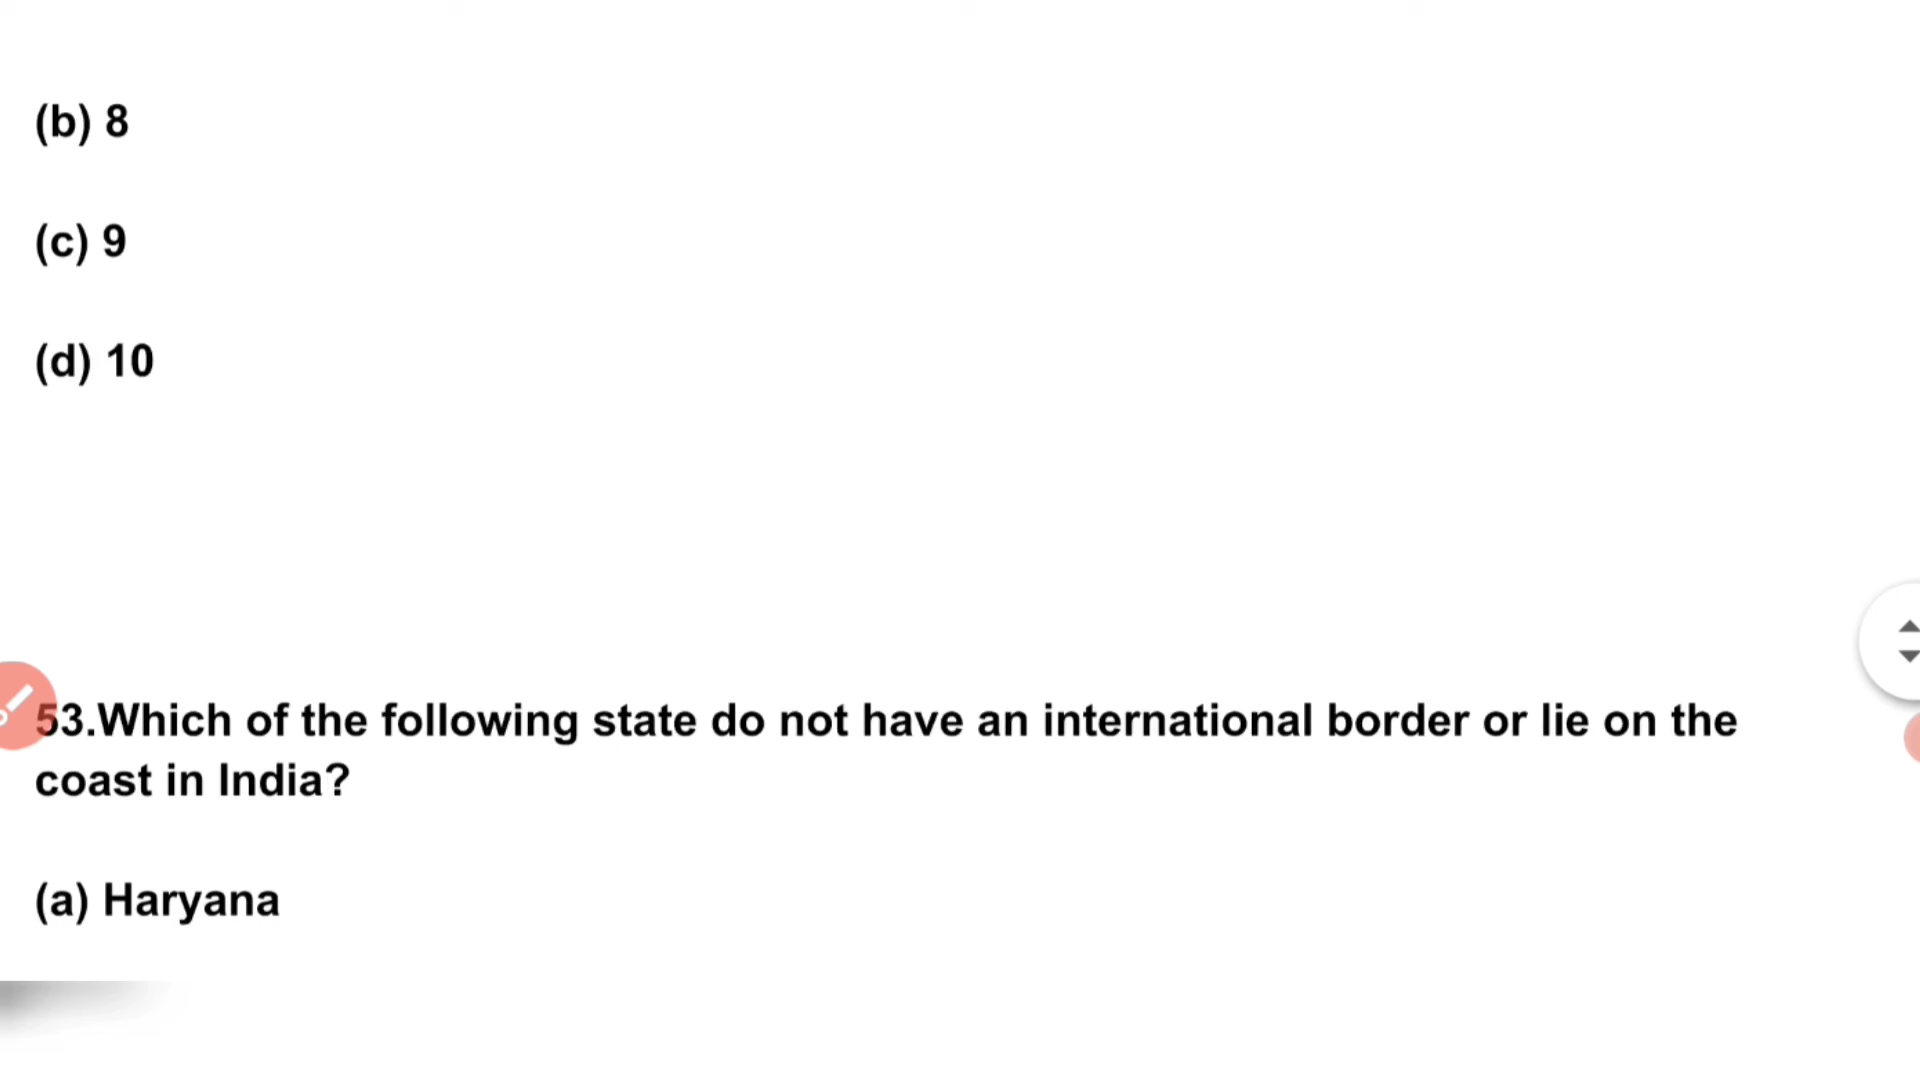 (b) 8
(c) 9
(d) 10
53.Which of the following state do not have an international border or lie on the
coast in India?
(a) Haryana